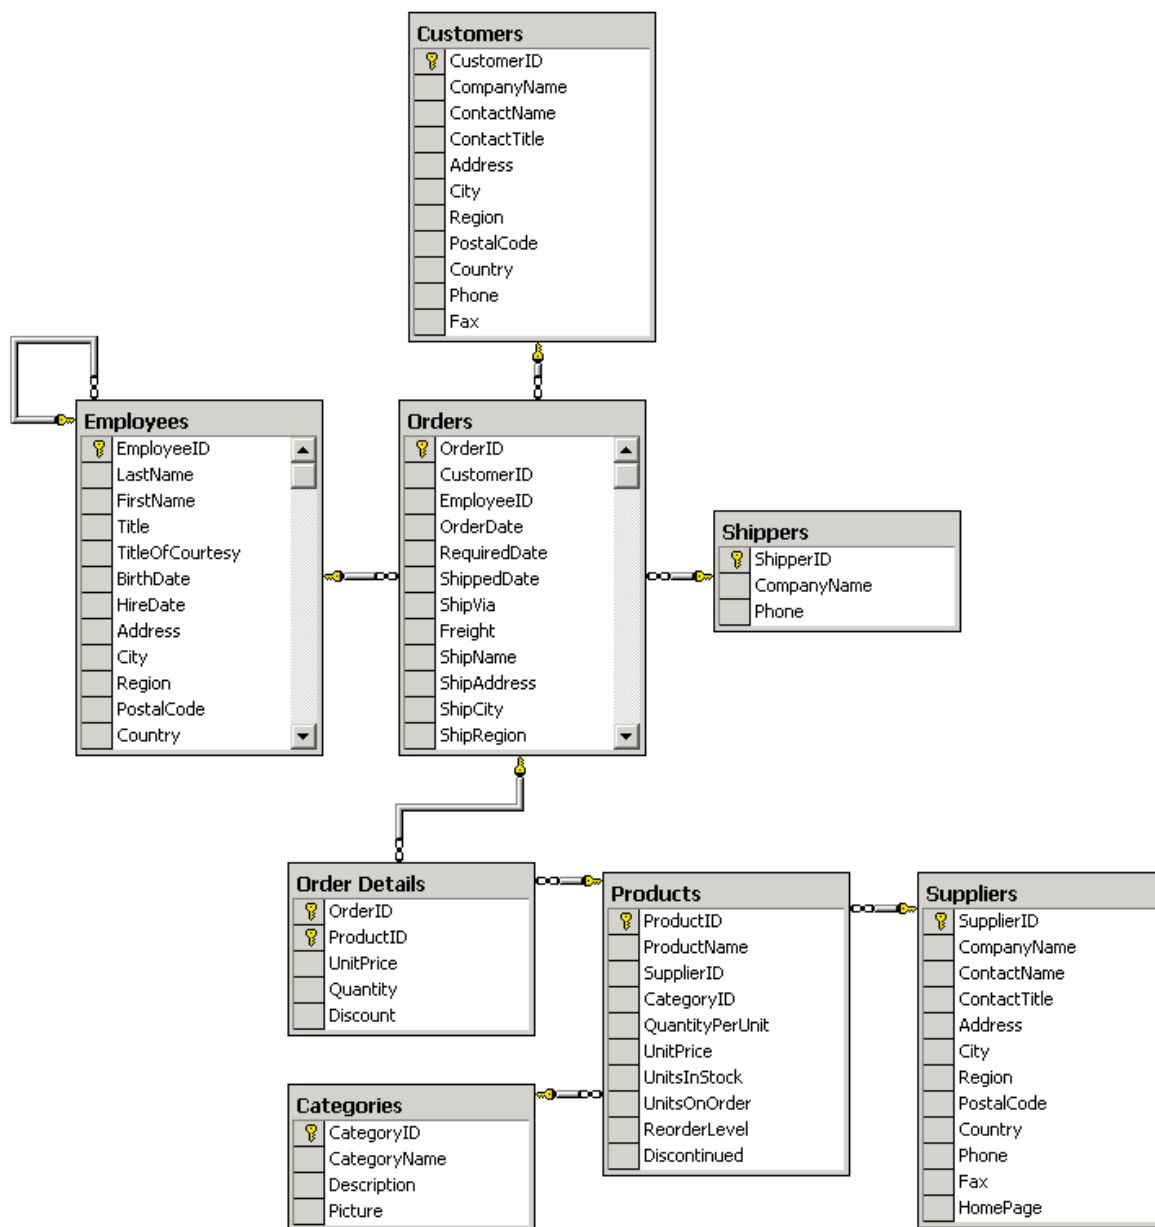 Customers
CustomerID
CompanyName
ContactName
ContactTitle
Address
City
Region
PostalCode
Country
Phone
Fax
Employees
EmployeeID
LastName
FirstName
Title
TitleOfCourtesy
BirthDate
HireDate
Address
City
Region
PostalCode
Country
Orders
OrderID
CustomerID
EmployeeID
OrderDate
RequiredDate
ShippedDate
ShipVia
Freight
ShipName
ShipAddress
ShipCity
ShipRegion
Shippers
ShipperID
CompanyName
Phone
Order Details
OrderID
ProductID
UnitPrice
Quantity
Discount
Products
ProductID
ProductName
SupplierID
CategoryID
QuantityPerUnit
UnitPrice
UnitsInStock
UnitsOnOrder
ReorderLevel
Discontinued
Suppliers
SupplierID
CompanyName
ContactName
ContactTitle
Address
City
Region
PostalCode
Country
Phone
Fax
HomePage
Categories
CategoryID
CategoryName
Description
Picture